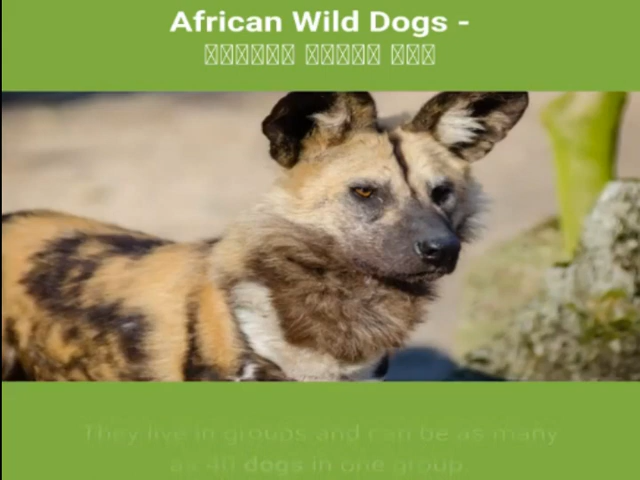 African Wild Dogs -
They live in groups and can be as many
as 40 dogs in one group.